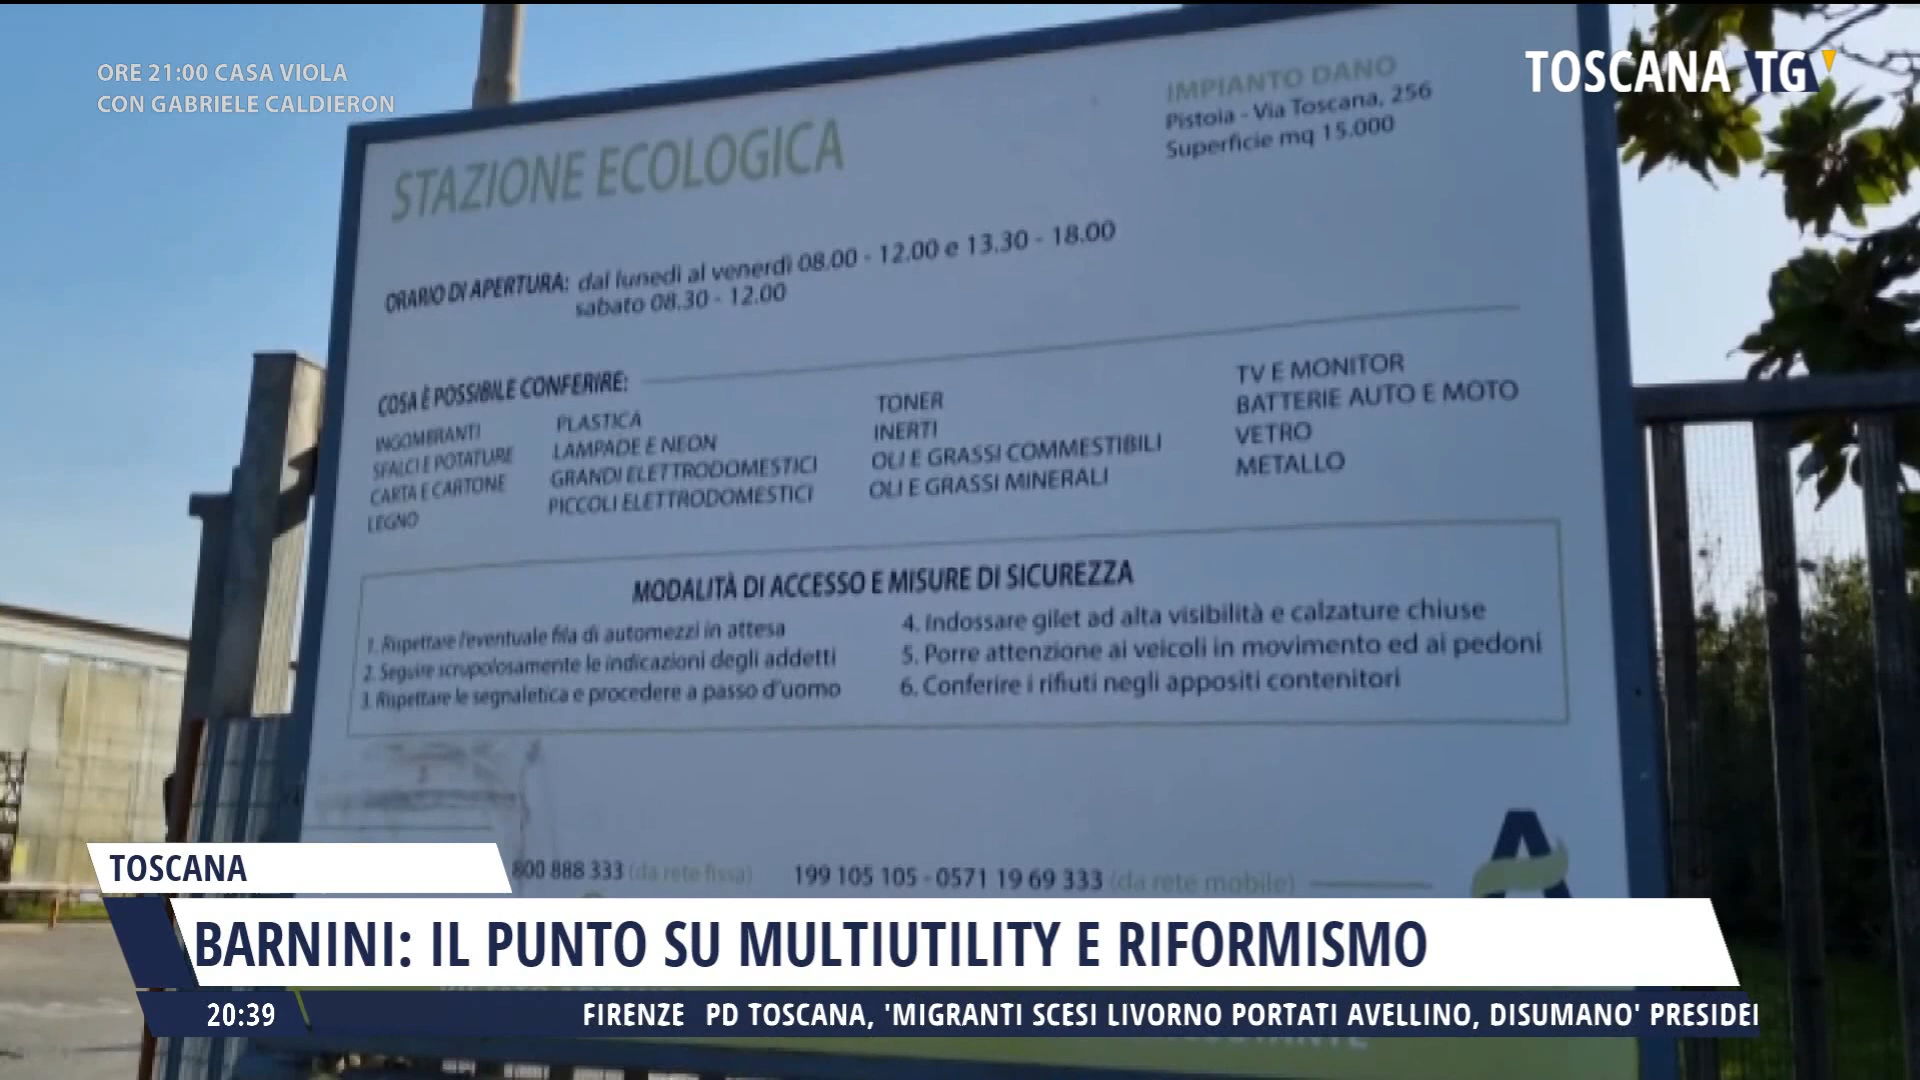 ORE 21:00 CASA VIOLA
CON GABRIELE CALDIERON
TOSCANA TG
IMPIANTO DANO
Pistoia - Via Toscana, 256
Superficie mq 15.000
STAZIONE ECOLOGICA
ORARIO DI APERTURA: dal lunedì al venerdì 08.00 - 12.00 e 13.30 - 18.00
sabato 08.30 - 12.00
COSA È POSSIBILE CONFERIRE:
INGOMBRANTI
SFALCI E POTATURE
CARTA E CARTONE
LEGNO
PLASTICA
LAMPADE E NEON
GRANDI ELETTRODOMESTICI
PICCOLI ELETTRODOMESTICI
TONER
INERTI
OLI E GRASSI COMMESTIBILI
OLI E GRASSI MINERALI
TV E MONITOR
BATTERIE AUTO E MOTO
VETRO
METALLO
MODALITÀ DI ACCESSO E MISURE DI SICUREZZA
1. Rispettare l'eventuale fila di automezzi in attesa
2. Seguire scrupolosamente le indicazioni degli addetti
3. Rispettare le segnaletica e procedere a passo d'uomo
4. Indossare gilet ad alta visibilità e calzature chiuse
5. Porre attenzione ai veicoli in movimento ed ai pedoni
6. Conferire i rifiuti negli appositi contenitori
800 888 333 (da rete fissa) 199 105 105 - 0571 19 69 333 (da rete mobile)
TOSCANA
BARNINI: IL PUNTO SU MULTIUTILITY E RIFORMISMO
20:39 FIRENZE PD TOSCANA, 'MIGRANTI SCESI LIVORNO PORTATI AVELLINO, DISUMANO' PRESIDEI